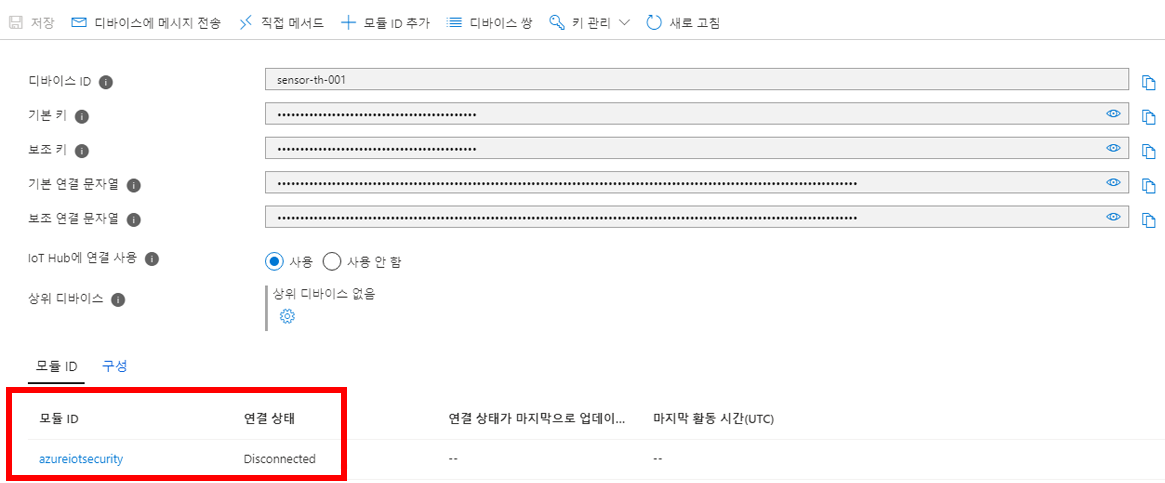 저장 디바이스에 메시지 전송 직접 메서드 모듈 ID 추가 디바이스 쌍 키 관리 새로 고침
디바이스 ID sensor-th-001
기본 키 ••••••••••••••••••••••••••••••••••••••••••••
보조 키 ••••••••••••••••••••••••••••••••••••••••••••
기본 연결 문자열
보조 연결 문자열
IoT Hub에 연결 사용 사용 사용 안 함
상위 디바이스 상위 디바이스 없음
모듈 ID 구성
모듈 ID 연결 상태 연결 상태가 마지막으로 업데이... 마지막 활동 시간(UTC)
azureiotsecurity Disconnected -- --